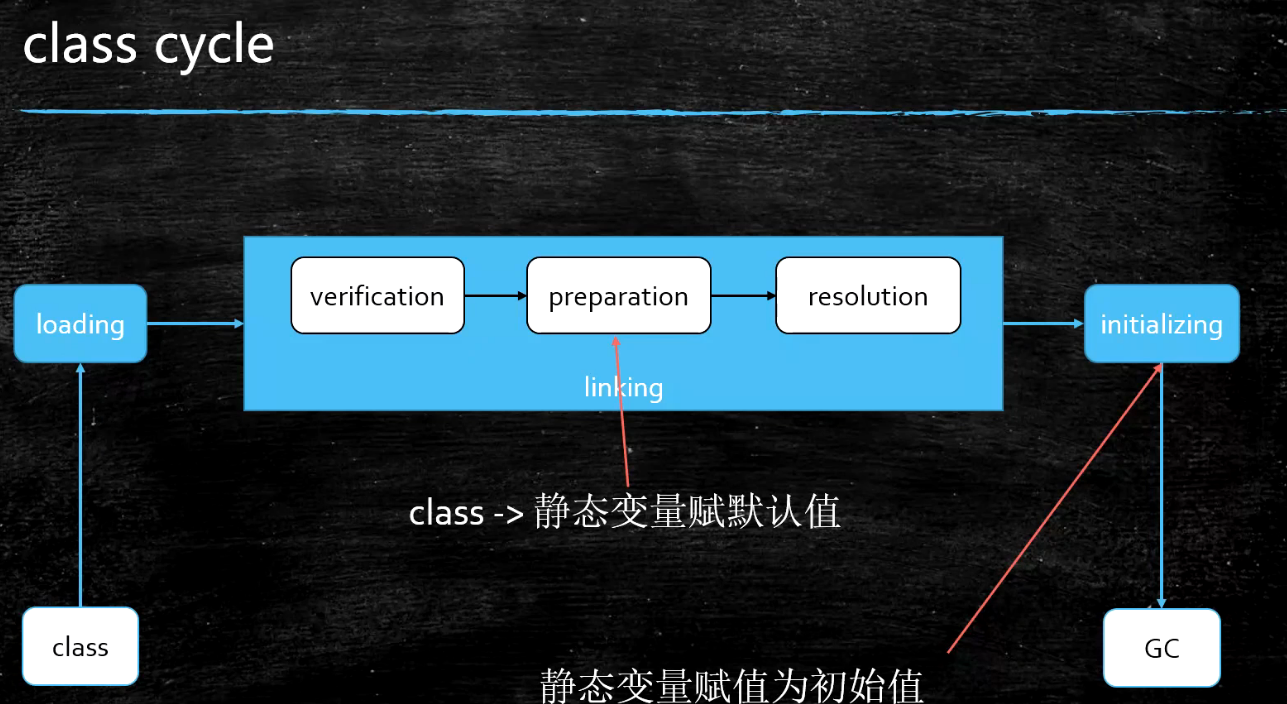 class cycle
verification
preparation
resolution
loading
initializing
linking
class -> 静态变量赋默认值
class
GC
静态变量赋值为初始值